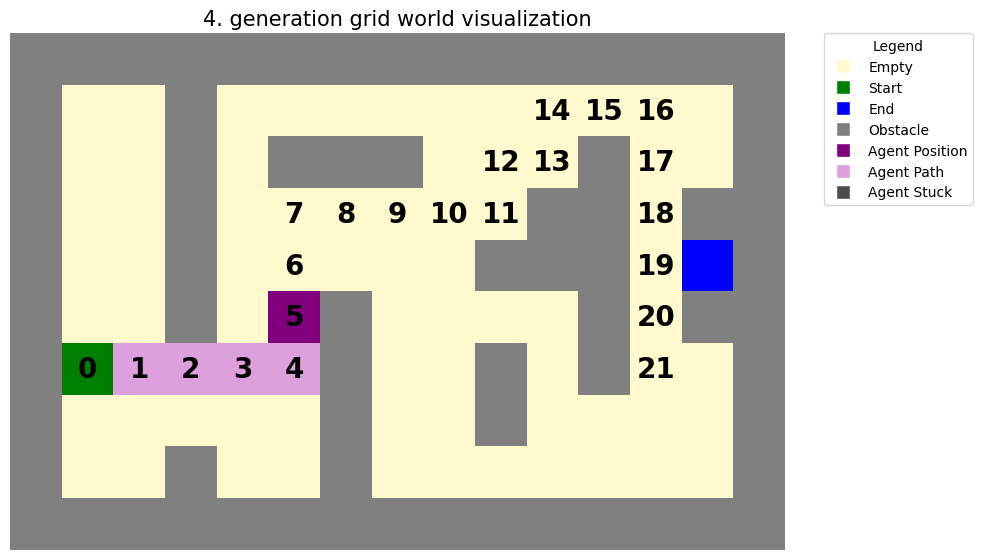 4. generation grid world visualization
14 15 16
12 13 17
7 8 9 10 11 18
6 19
5 20
0 1 2 3 4 21
Legend
Empty
Start
End
Obstacle
Agent Position
Agent Path
Agent Stuck